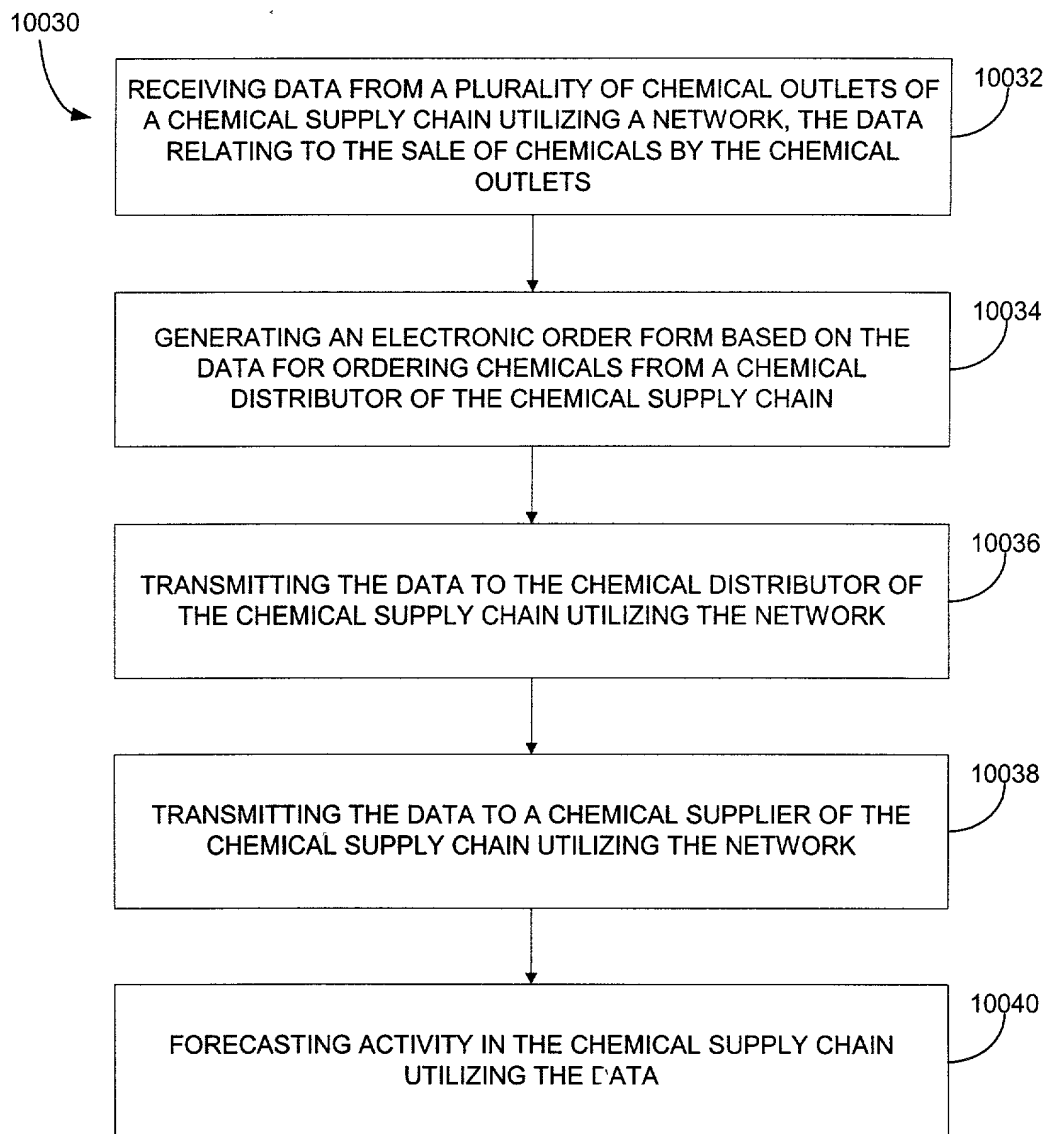 10030
RECEIVING DATA FROM A PLURALITY OF CHEMICAL OUTLETS OF
A CHEMICAL SUPPLY CHAIN UTILIZING A NETWORK, THE DATA
RELATING TO THE SALE OF CHEMICALS BY THE CHEMICAL
OUTLETS
10032
GENERATING AN ELECTRONIC ORDER FORM BASED ON THE
DATA FOR ORDERING CHEMICALS FROM A CHEMICAL
DISTRIBUTOR OF THE CHEMICAL SUPPLY CHAIN
10034
TRANSMITTING THE DATA TO THE CHEMICAL DISTRIBUTOR OF
THE CHEMICAL SUPPLY CHAIN UTILIZING THE NETWORK
10036
TRANSMITTING THE DATA TO A CHEMICAL SUPPLIER OF THE
CHEMICAL SUPPLY CHAIN UTILIZING THE NETWORK
10038
FORECASTING ACTIVITY IN THE CHEMICAL SUPPLY CHAIN
UTILIZING THE DATA
10040